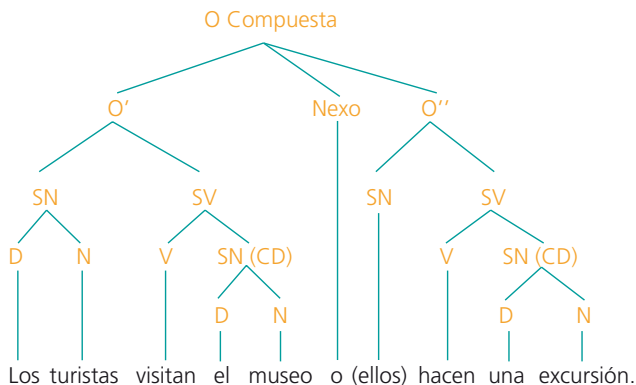 O Compuesta
O' Nexo O''
SN SV SN SV
D N V SN (CD) V SN (CD)
D N D N
Los turistas visitan el museo o (ellos) hacen una excursión.